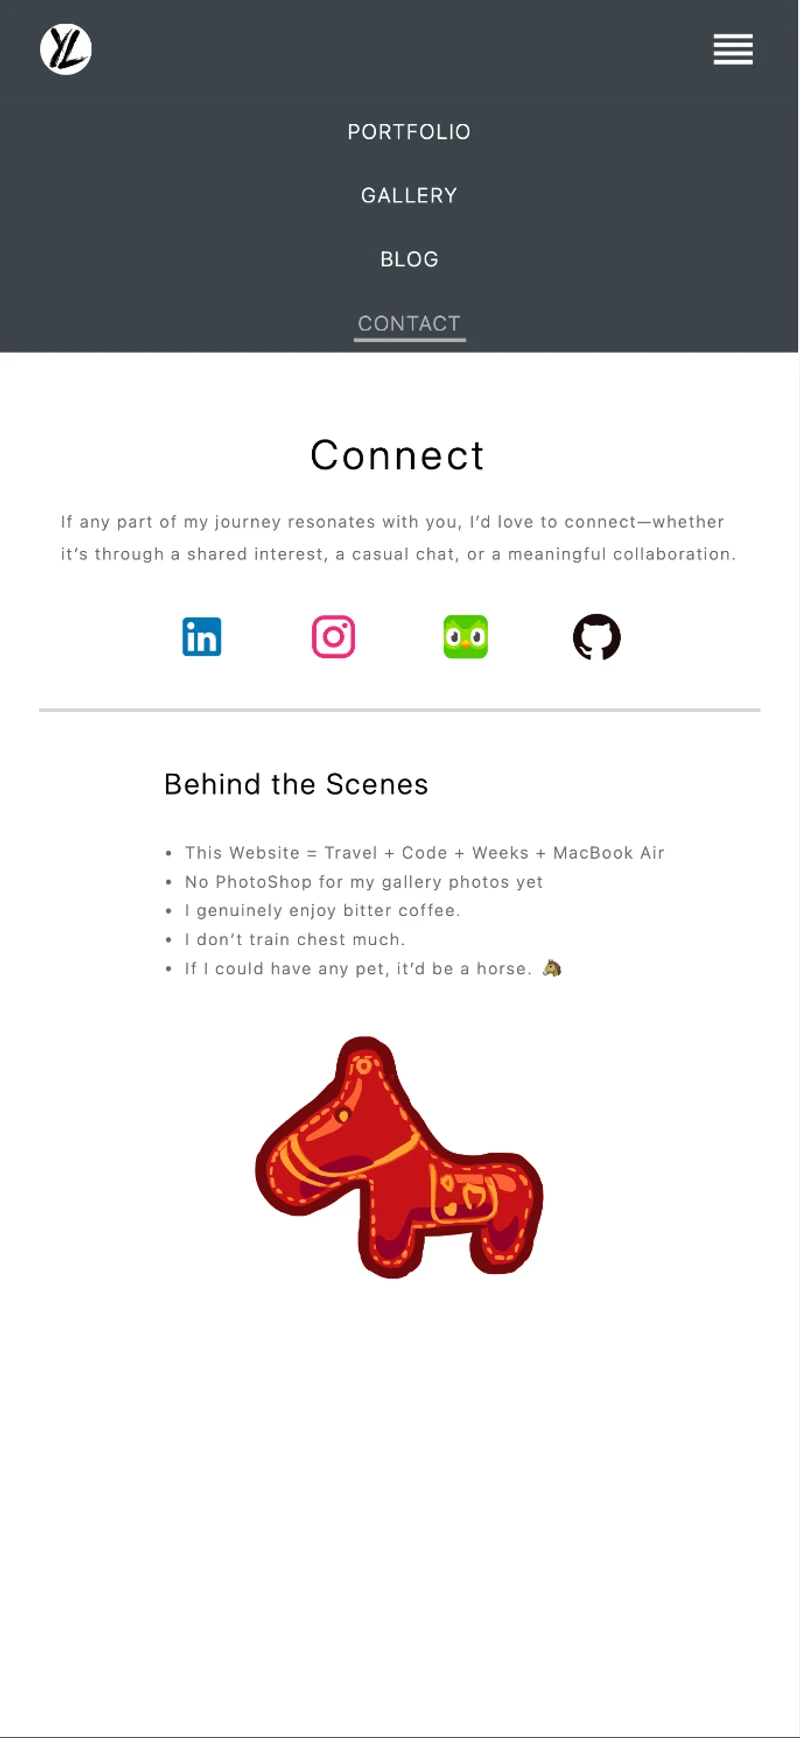 YL
PORTFOLIO
GALLERY
BLOG
CONTACT
Connect
If any part of my journey resonates with you, I’d love to connect—whether
it’s through a shared interest, a casual chat, or a meaningful collaboration.
in
Behind the Scenes
• This Website = Travel + Code + Weeks + MacBook Air
• No PhotoShop for my gallery photos yet
• I genuinely enjoy bitter coffee.
• I don’t train chest much.
• If I could have any pet, it’d be a horse. 🐴